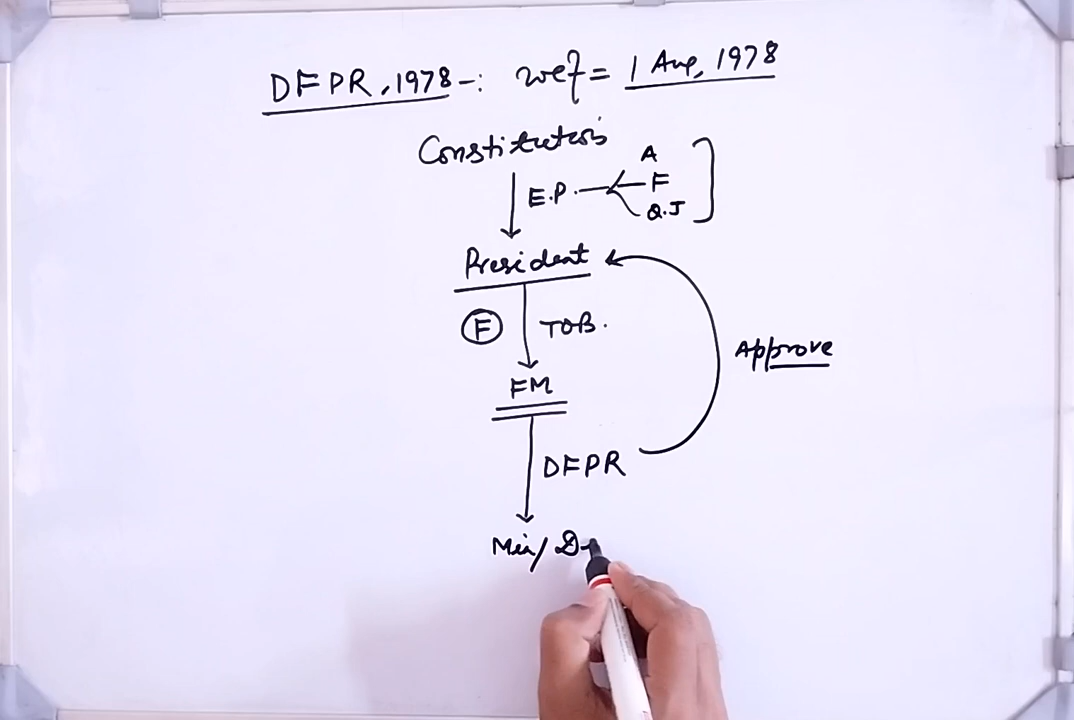 DFPR, 1978 -: wef = 1 Aug, 1978
Constitution
A
E.P. F
Q.J
President
F TOB.
FM
Approve
DFPR
Min/ D